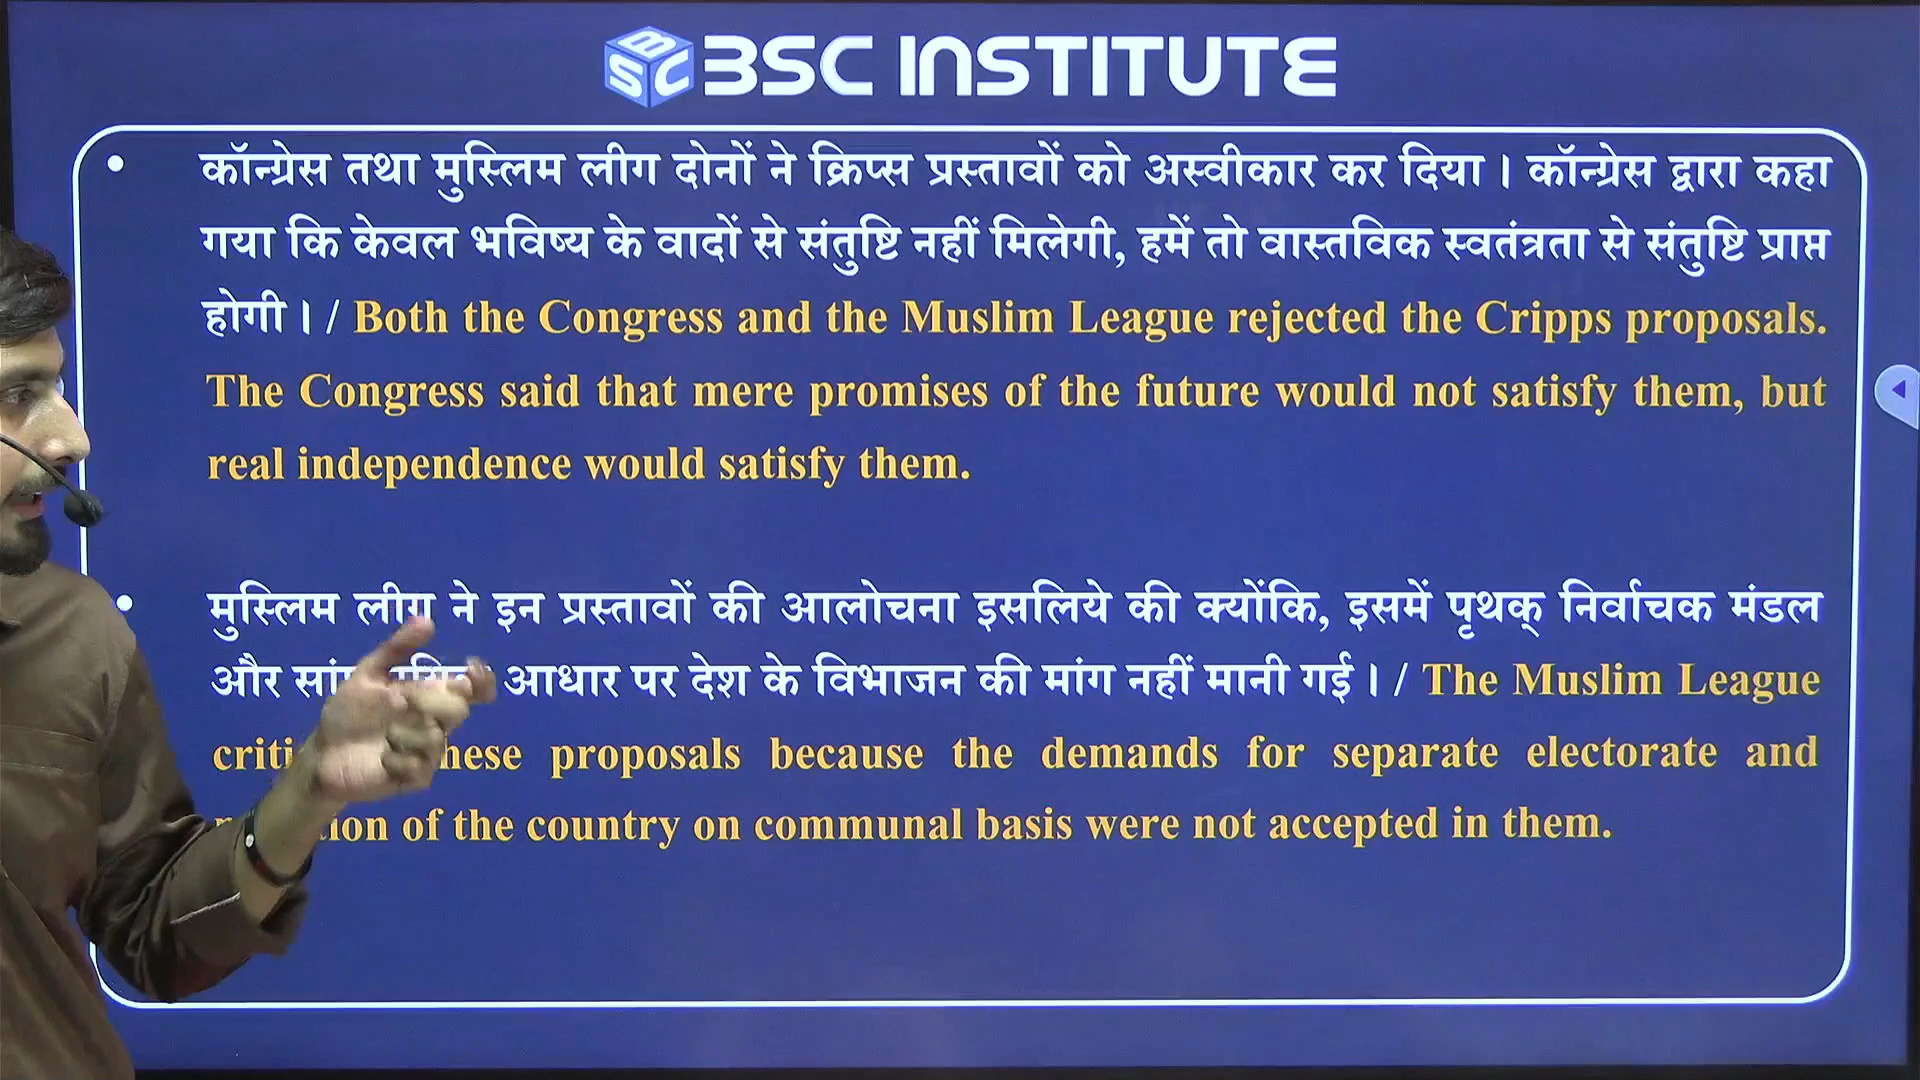 BSC
BSC INSTITUTE
• कॉन्ग्रेस तथा मुस्लिम लीग दोनों ने क्रिप्स प्रस्तावों को अस्वीकार कर दिया। कॉन्ग्रेस द्वारा कहा
गया कि केवल भविष्य के वादों से संतुष्टि नहीं मिलेगी, हमें तो वास्तविक स्वतंत्रता से संतुष्टि प्राप्त
होगी। / Both the Congress and the Muslim League rejected the Cripps proposals.
The Congress said that mere promises of the future would not satisfy them, but
real independence would satisfy them.
• मुस्लिम लीग ने इन प्रस्तावों की आलोचना इसलिये की क्योंकि, इसमें पृथक् निर्वाचक मंडल
और आधार पर देश के विभाजन की मांग नहीं मानी गई। / The Muslim League
proposals because the demands for separate electorate and
of the country on communal basis were not accepted in them.